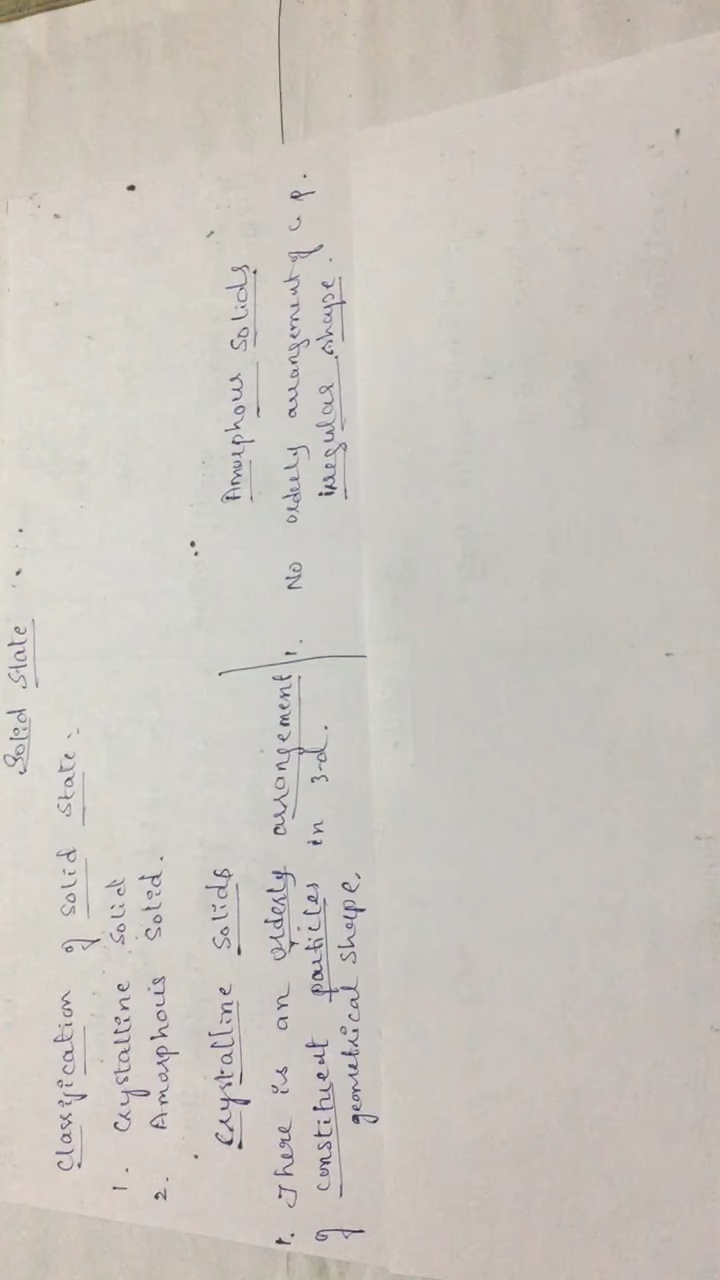 Solid State
Classification of solid state.
1. Crystalline solid
2. Amorphous solid.
Crystalline Solids
Amorphous Solids
1. There is an orderly arrangement
of constituent particles in 3-d.
geometrical shape.
1. No orderly arrangement of c. p.
irregular shape.